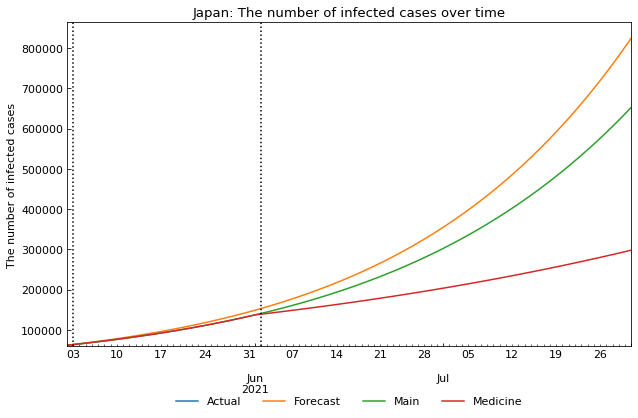 Japan: The number of infected cases over time
The number of infected cases
800000
700000
600000
500000
400000
300000
200000
100000
03 10 17 24 31 07 14 21 28 05 12 19 26
Jun Jul
2021
Actual Forecast Main Medicine